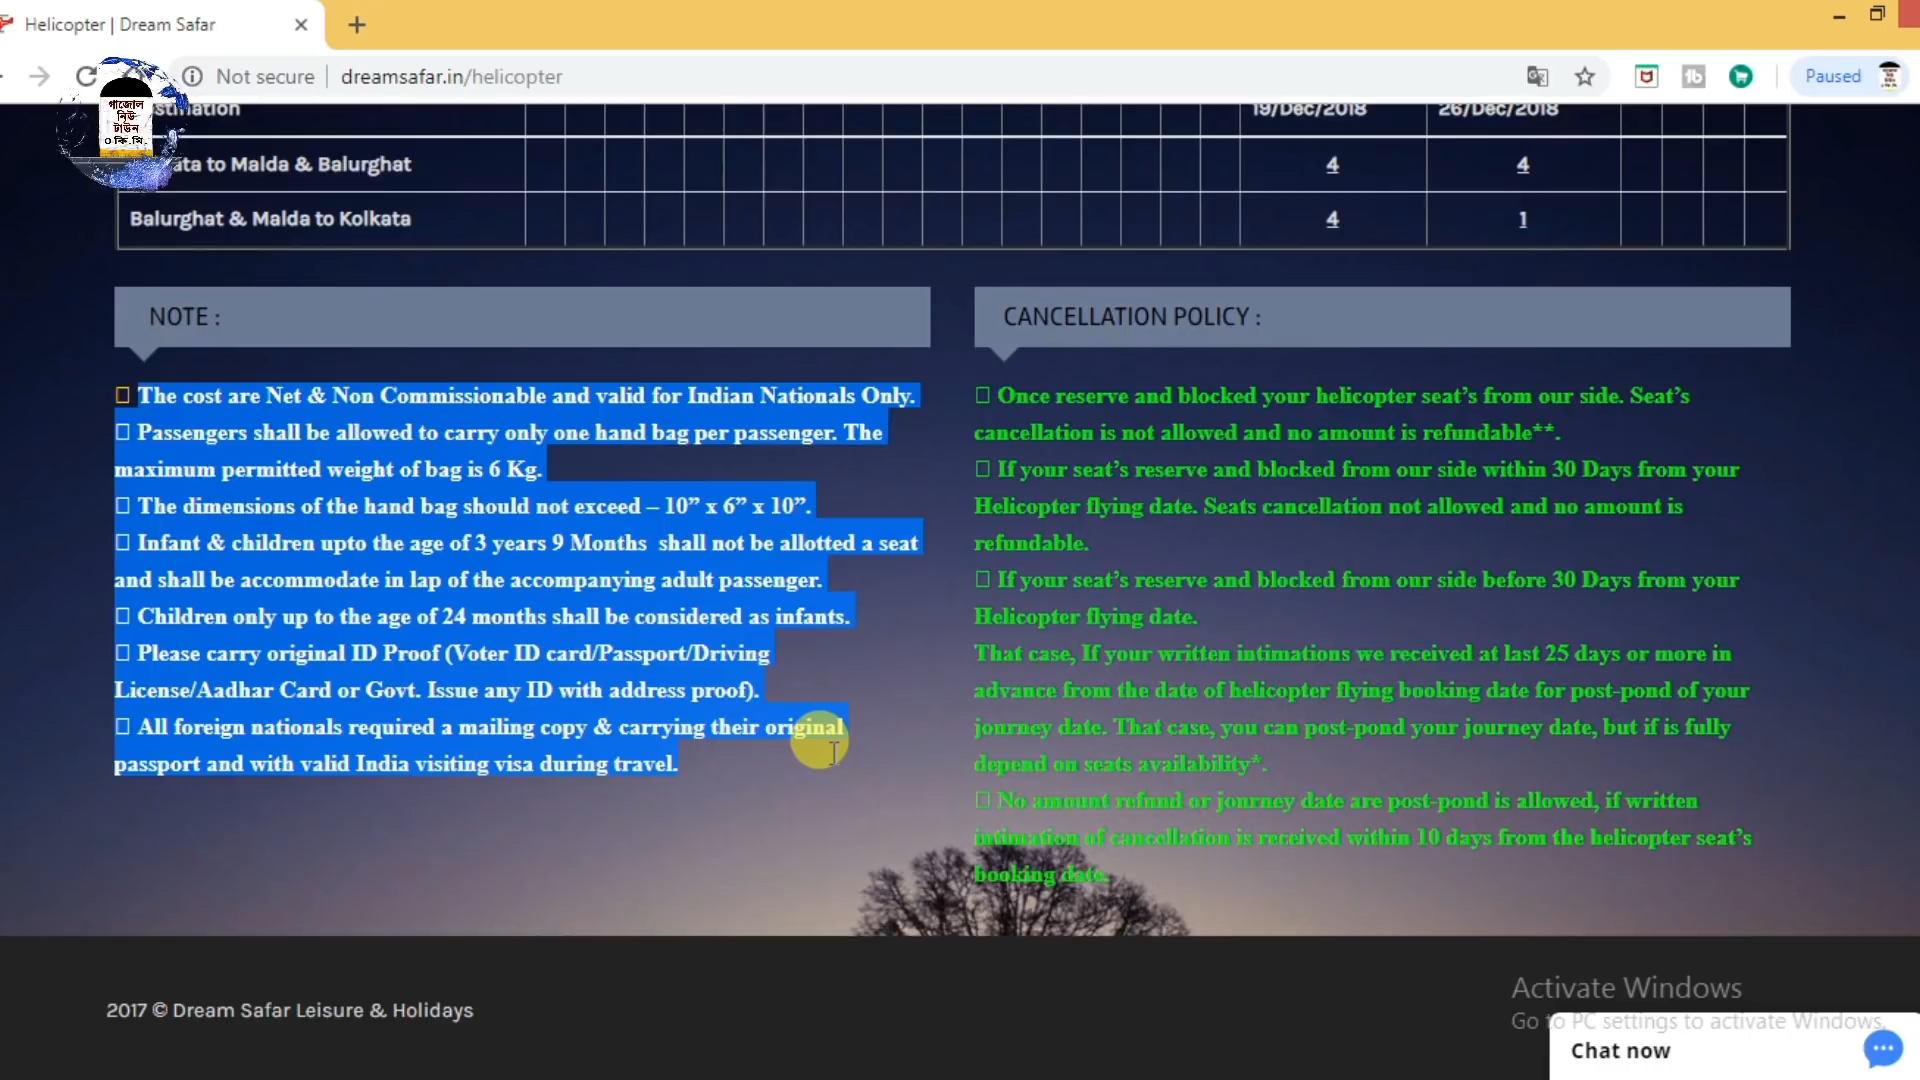 Helicopter | Dream Safar
Not secure
dreamsafar.in/helicopter
Paused
গাজোল
নিউ
টাউন
০ কি.মি.
stination 19/Dec/2018 26/Dec/2018
ata to Malda & Balurghat 4 4
Balurghat & Malda to Kolkata 4 1
NOTE :
The cost are Net & Non Commissionable and valid for Indian Nationals Only.
Passengers shall be allowed to carry only one hand bag per passenger. The
maximum permitted weight of bag is 6 Kg.
The dimensions of the hand bag should not exceed – 10” x 6” x 10”.
Infant & children upto the age of 3 years 9 Months shall not be allotted a seat
and shall be accommodate in lap of the accompanying adult passenger.
Children only up to the age of 24 months shall be considered as infants.
Please carry original ID Proof (Voter ID card/Passport/Driving
License/Aadhar Card or Govt. Issue any ID with address proof).
All foreign nationals required a mailing copy & carrying their original
passport and with valid India visiting visa during travel.
CANCELLATION POLICY :
Once reserve and blocked your helicopter seat’s from our side. Seat’s
cancellation is not allowed and no amount is refundable**.
If your seat’s reserve and blocked from our side within 30 Days from your
Helicopter flying date. Seats cancellation not allowed and no amount is
refundable.
If your seat’s reserve and blocked from our side before 30 Days from your
Helicopter flying date.
That case, If your written intimations we received at last 25 days or more in
advance from the date of helicopter flying booking date for post-pond of your
journey date. That case, you can post-pond your journey date, but if is fully
depend on seats availability*.
No amount refund or journey date are post-pond is allowed, if written
intimation of cancellation is received within 10 days from the helicopter seat’s
booking date.
2017 © Dream Safar Leisure & Holidays
Activate Windows
Go to PC settings to activate Windows.
Chat now